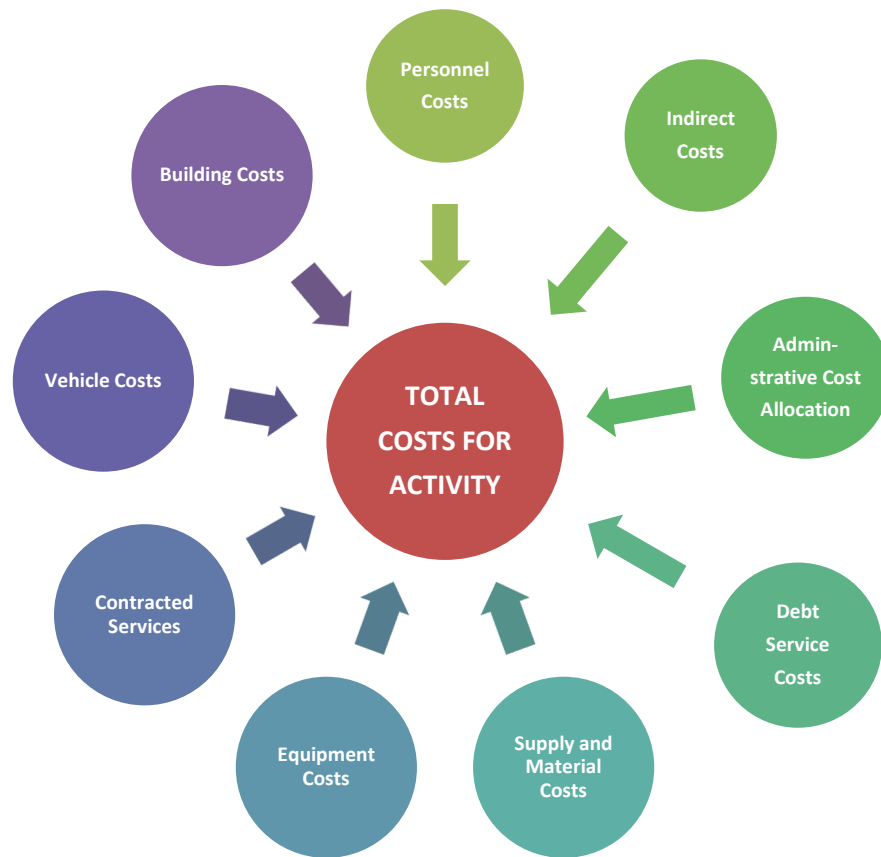 Personnel
Costs
Indirect
Costs
Admin-
strative Cost
Allocation
Debt
Service
Costs
Supply and
Material
Costs
Equipment
Costs
Contracted
Services
Vehicle Costs
Building Costs
TOTAL
COSTS FOR
ACTIVITY